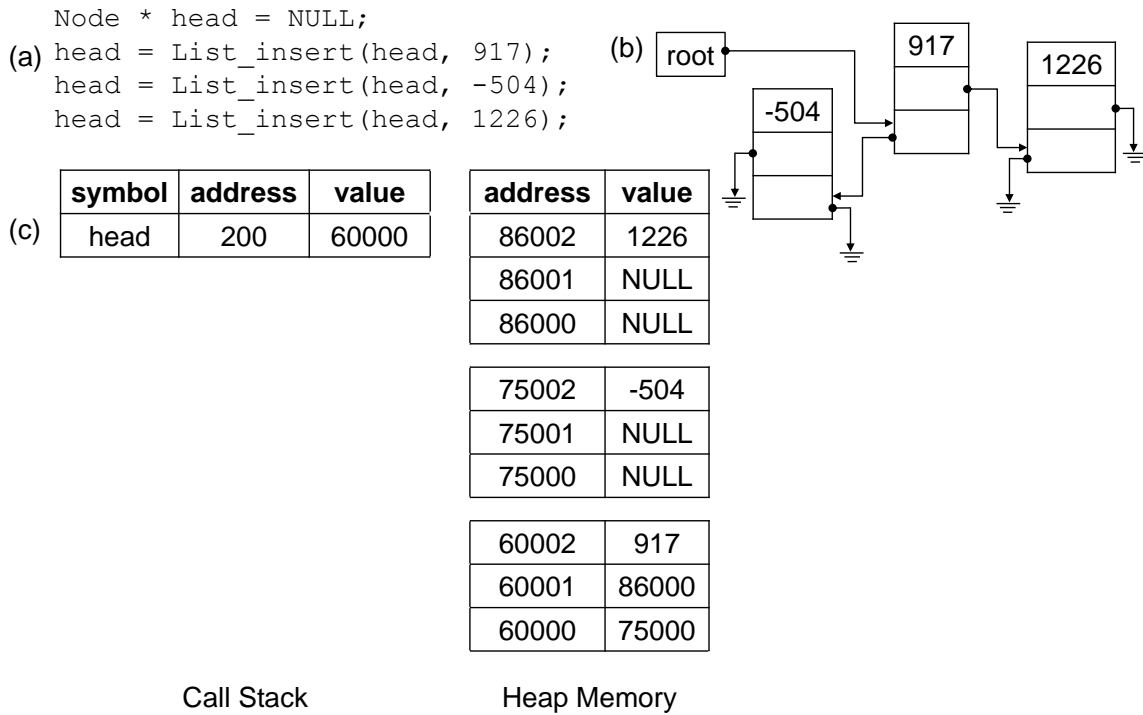 Node * head = NULL;
(a) head = List_insert(head, 917);
head = List_insert(head, -504);
head = List_insert(head, 1226);
(b) root
917
1226
-504
(c)
symbol address value
head 200 60000
address value
86002 1226
86001 NULL
86000 NULL
75002 -504
75001 NULL
75000 NULL
60002 917
60001 86000
60000 75000
Call Stack
Heap Memory